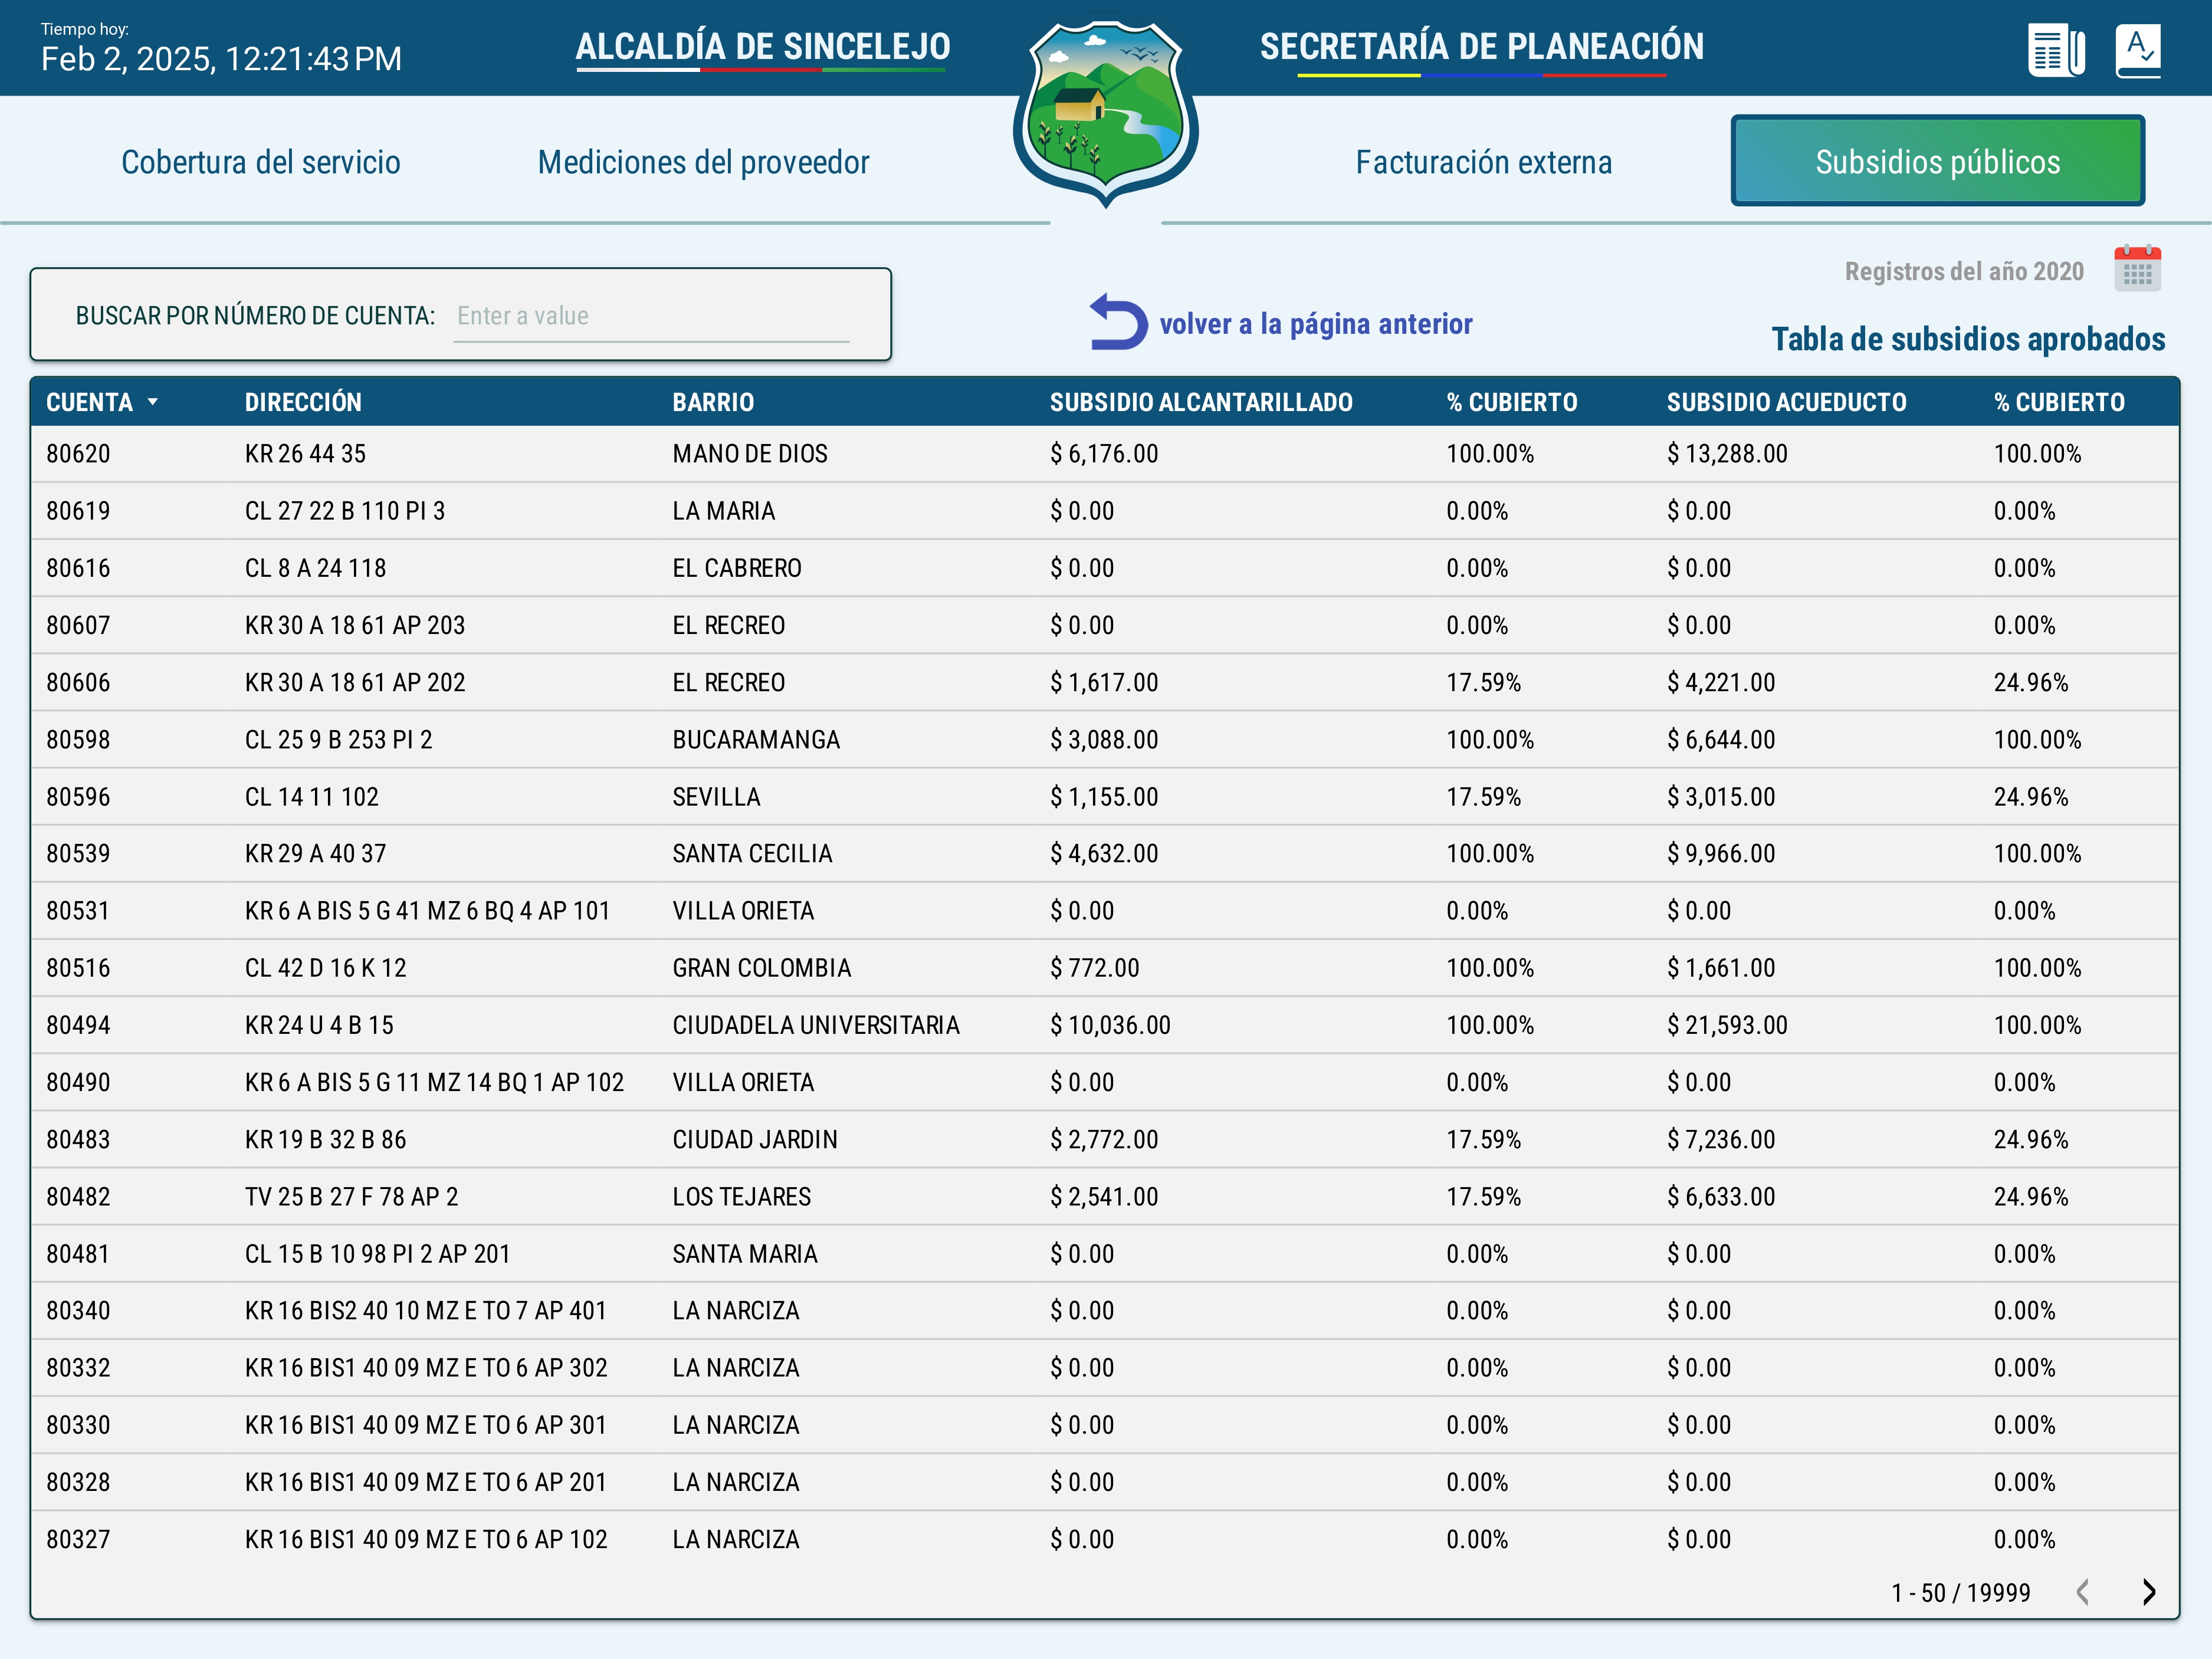 Tiempo hoy:
Feb 2, 2025, 12:21:43 PM
ALCALDÍA DE SINCELEJO
SECRETARÍA DE PLANEACIÓN
A
Cobertura del servicio
Mediciones del proveedor
Facturación externa
Subsidios públicos
Registros del año 2020
BUSCAR POR NÚMERO DE CUENTA: Enter a value
volver a la página anterior
Tabla de subsidios aprobados
CUENTA DIRECCIÓN BARRIO SUBSIDIO ALCANTARILLADO % CUBIERTO SUBSIDIO ACUEDUCTO % CUBIERTO
80620 KR 26 44 35 MANO DE DIOS $ 6,176.00 100.00% $ 13,288.00 100.00%
80619 CL 27 22 B 110 PI 3 LA MARIA $ 0.00 0.00% $ 0.00 0.00%
80616 CL 8 A 24 118 EL CABRERO $ 0.00 0.00% $ 0.00 0.00%
80607 KR 30 A 18 61 AP 203 EL RECREO $ 0.00 0.00% $ 0.00 0.00%
80606 KR 30 A 18 61 AP 202 EL RECREO $ 1,617.00 17.59% $ 4,221.00 24.96%
80598 CL 25 9 B 253 PI 2 BUCARAMANGA $ 3,088.00 100.00% $ 6,644.00 100.00%
80596 CL 14 11 102 SEVILLA $ 1,155.00 17.59% $ 3,015.00 24.96%
80539 KR 29 A 40 37 SANTA CECILIA $ 4,632.00 100.00% $ 9,966.00 100.00%
80531 KR 6 A BIS 5 G 41 MZ 6 BQ 4 AP 101 VILLA ORIETA $ 0.00 0.00% $ 0.00 0.00%
80516 CL 42 D 16 K 12 GRAN COLOMBIA $ 772.00 100.00% $ 1,661.00 100.00%
80494 KR 24 U 4 B 15 CIUDADELA UNIVERSITARIA $ 10,036.00 100.00% $ 21,593.00 100.00%
80490 KR 6 A BIS 5 G 11 MZ 14 BQ 1 AP 102 VILLA ORIETA $ 0.00 0.00% $ 0.00 0.00%
80483 KR 19 B 32 B 86 CIUDAD JARDIN $ 2,772.00 17.59% $ 7,236.00 24.96%
80482 TV 25 B 27 F 78 AP 2 LOS TEJARES $ 2,541.00 17.59% $ 6,633.00 24.96%
80481 CL 15 B 10 98 PI 2 AP 201 SANTA MARIA $ 0.00 0.00% $ 0.00 0.00%
80340 KR 16 BIS2 40 10 MZ E TO 7 AP 401 LA NARCIZA $ 0.00 0.00% $ 0.00 0.00%
80332 KR 16 BIS1 40 09 MZ E TO 6 AP 302 LA NARCIZA $ 0.00 0.00% $ 0.00 0.00%
80330 KR 16 BIS1 40 09 MZ E TO 6 AP 301 LA NARCIZA $ 0.00 0.00% $ 0.00 0.00%
80328 KR 16 BIS1 40 09 MZ E TO 6 AP 201 LA NARCIZA $ 0.00 0.00% $ 0.00 0.00%
80327 KR 16 BIS1 40 09 MZ E TO 6 AP 102 LA NARCIZA $ 0.00 0.00% $ 0.00 0.00%
1 - 50 / 19999